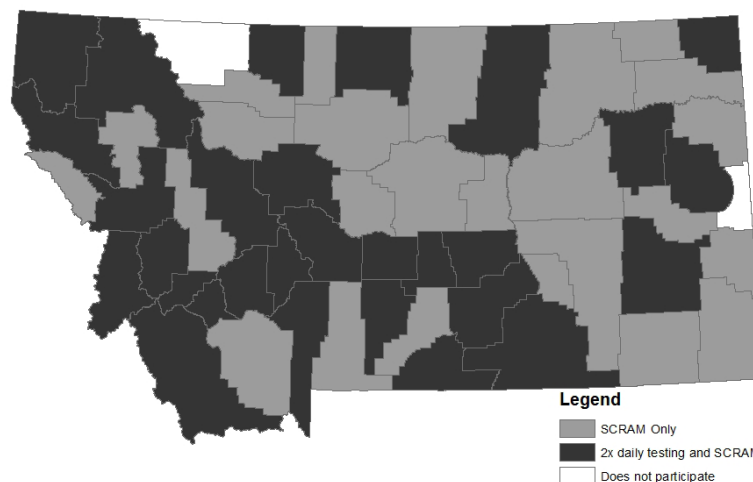 Legend
SCRAM Only
2x daily testing and SCRAM
Does not participate